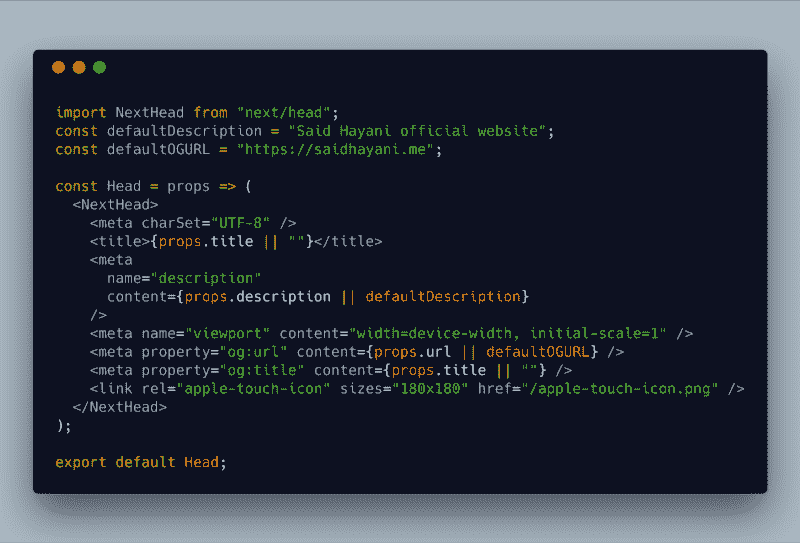 import NextHead from "next/head";
const defaultDescription = "Said Hayani official website";
const defaultOGURL = "https://saidhayani.me";
const Head = props => (
  <NextHead>
    <meta charSet="UTF-8" />
    <title>{props.title || ""}</title>
    <meta
      name="description"
      content={props.description || defaultDescription}
    />
    <meta name="viewport" content="width=device-width, initial-scale=1" />
    <meta property="og:url" content={props.url || defaultOGURL} />
    <meta property="og:title" content={props.title || ""} />
    <link rel="apple-touch-icon" sizes="180x180" href="/apple-touch-icon.png" />
  </NextHead>
);
export default Head;